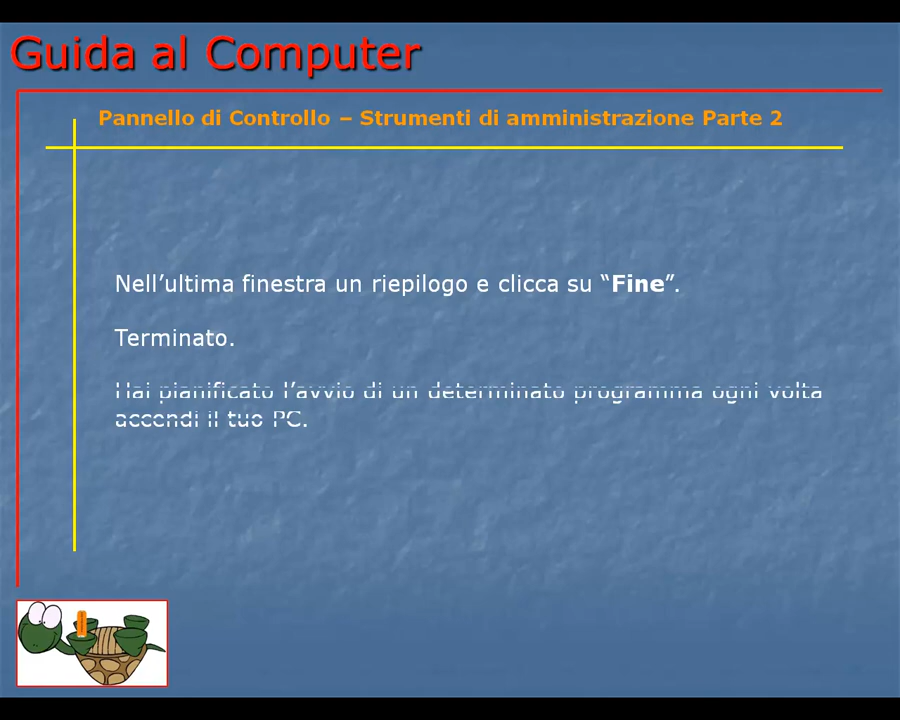 Guida al Computer
Pannello di Controllo – Strumenti di amministrazione Parte 2
Nell’ultima finestra un riepilogo e clicca su “Fine”.
Terminato.
Hai pianificato l’avvio di un determinato programma ogni volta
accendi il tuo PC.